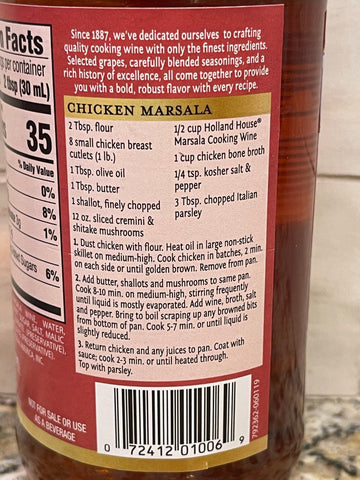 n Facts
per container
2 tbsp (30 mL)
35
% Daily Value
0%
8%
1%
Sugars 6%
WATER,
SALT, MALIC
NOT FOR SALE OR USE
AS A BEVERAGE
Since 1887, we've dedicated ourselves to crafting
quality cooking wine with only the finest ingredients.
Selected grapes, carefully blended seasonings, and a
rich history of excellence, all come together to provide
you with a bold, robust flavor with every recipe.
CHICKEN MARSALA
2 Tbsp. flour
8 small chicken breast
cutlets (1 lb.)
1 Tbsp. olive oil
1 Tbsp. butter
1 shallot, finely chopped
12 oz. sliced cremini &
shitake mushrooms
1/2 cup Holland House®
Marsala Cooking Wine
1 cup chicken bone broth
1/4 tsp. kosher salt &
pepper
3 Tbsp. chopped Italian
parsley
1. Dust chicken with flour. Heat oil in large non-stick
skillet on medium-high. Cook chicken in batches, 2 min.
on each side or until golden brown. Remove from pan.
2. Add butter, shallots and mushrooms to same pan.
Cook 8-10 min. on medium-high, stirring frequently
until liquid is mostly evaporated. Add wine, broth, salt
and pepper. Bring to boil scraping up any browned bits
from bottom of pan. Cook 5-7 min. or until liquid is
slightly reduced.
3. Return chicken and any juices to pan. Coat with
sauce; cook 2-3 min. or until heated through.
Top with parsley.
0 72412 01006 9
792362-060119